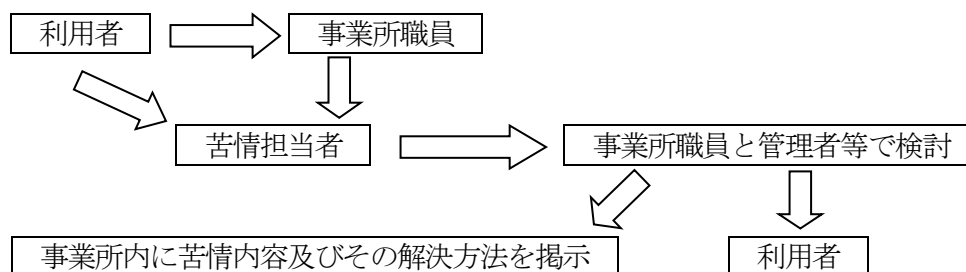 利用者
事業所職員
苦情担当者
事業所職員と管理者等で検討
事業所内に苦情内容及びその解決方法を掲示
利用者